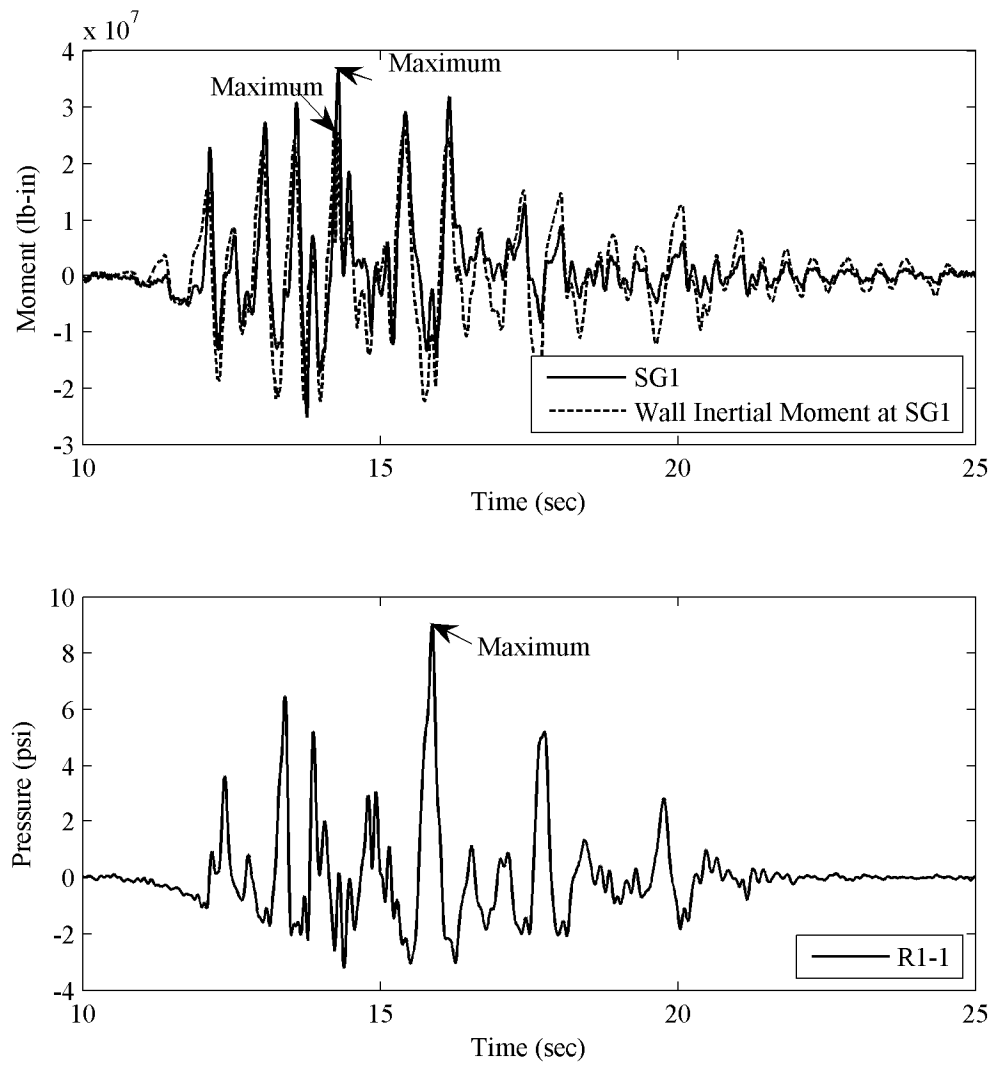 x 10^7
4
3
2
1
0
-1
-2
-3
Moment (lb-in)
Maximum
Maximum
SG1
Wall Inertial Moment at SG1
10
15
20
25
Time (sec)
10
8
6
4
2
0
-2
-4
Pressure (psi)
Maximum
R1-1
10
15
20
25
Time (sec)